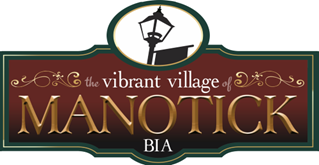 the vibrant village of
MANOTICK
BIA